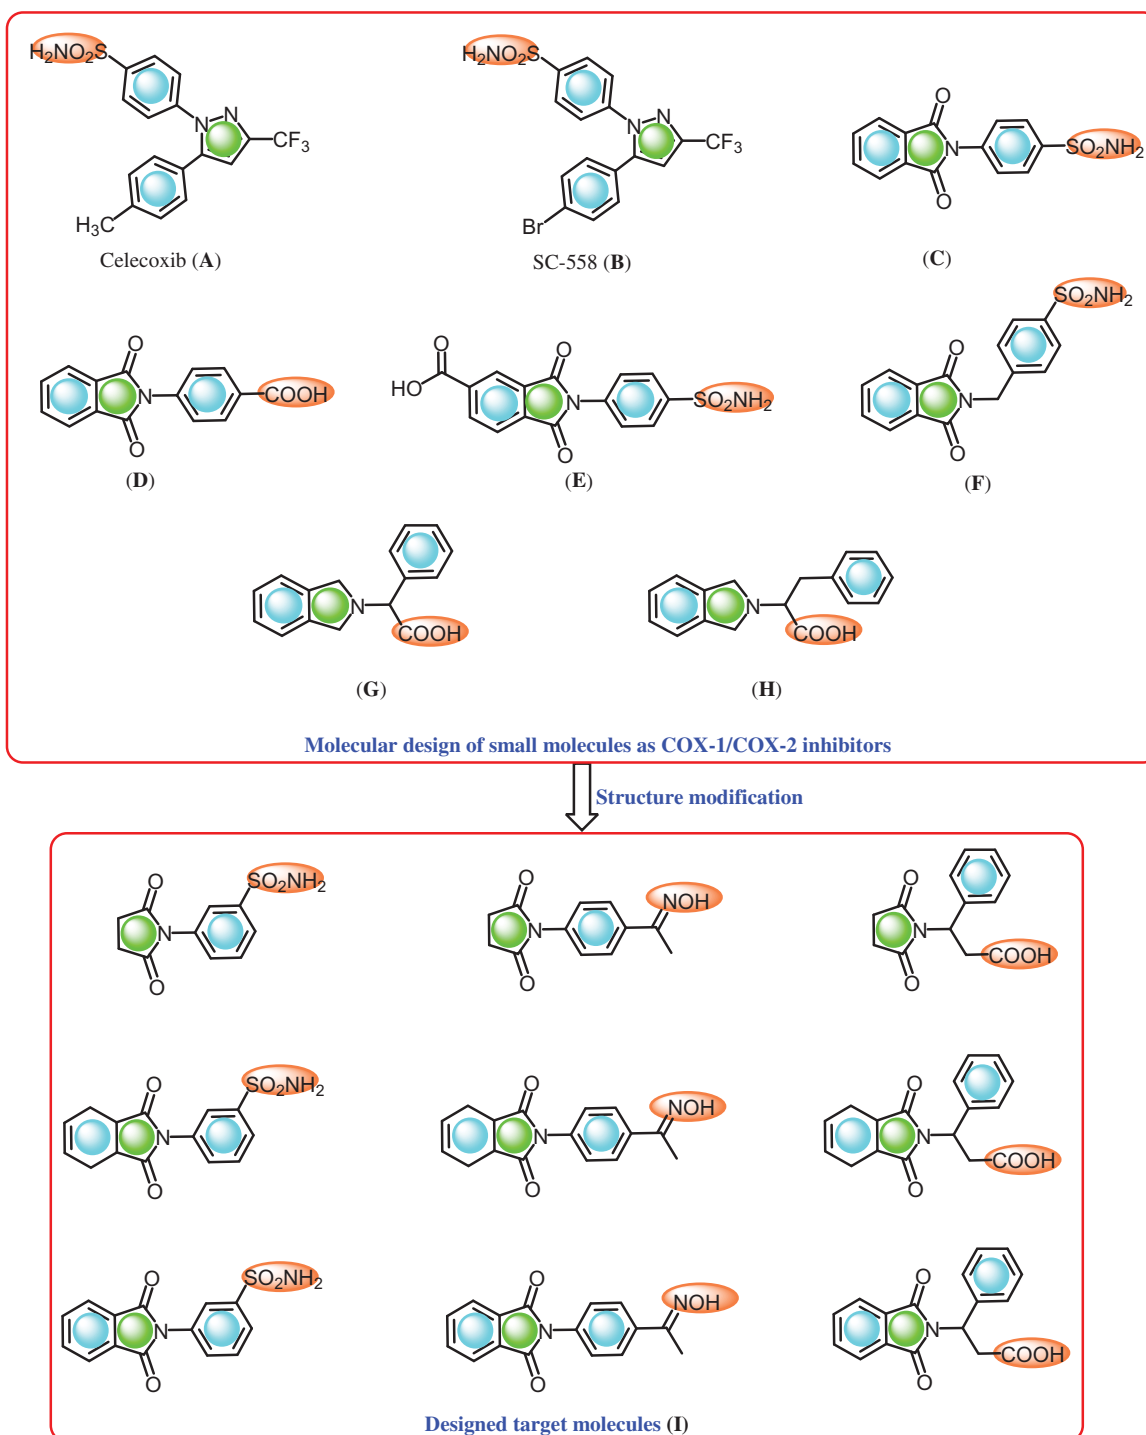 H2NO2S
N
N
CF3
H3C
Celecoxib (A)
H2NO2S
N
N
CF3
Br
SC-558 (B)
O
N
O
SO2NH2
(C)
O
N
O
COOH
(D)
O
HO
O
N
O
SO2NH2
(E)
SO2NH2
O
N
O
(F)
N
COOH
(G)
N
COOH
(H)
Molecular design of small molecules as COX-1/COX-2 inhibitors
Structure modification
O
N
O
SO2NH2
O
N
O
NOH
O
N
O
COOH
O
N
O
SO2NH2
O
N
O
NOH
O
N
O
COOH
O
N
O
SO2NH2
O
N
O
NOH
O
N
O
COOH
Designed target molecules (I)